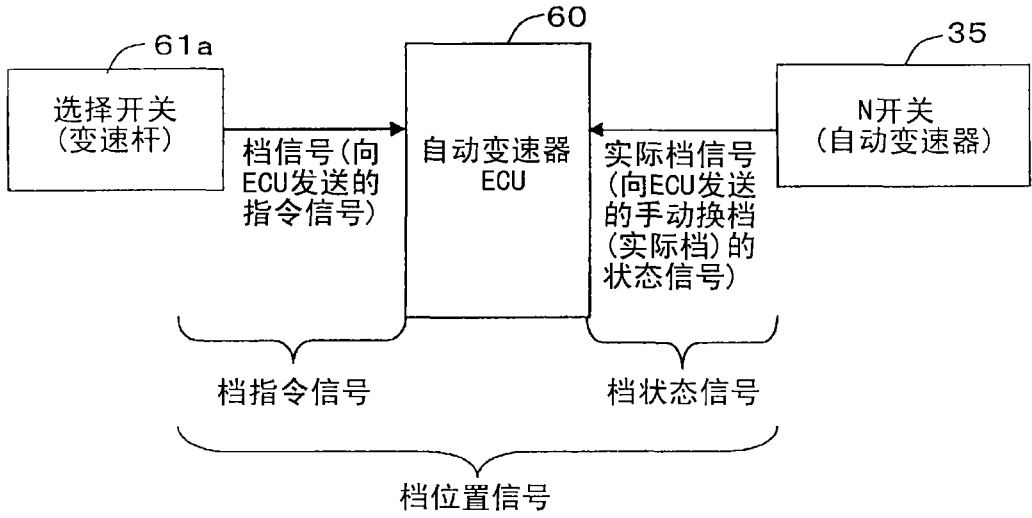 61a
60
35
选择开关
(变速杆)
档信号(向
ECU发送的
指令信号)
自动变速器
ECU
实际档信号
(向ECU发送
的手动换档
(实际档)的
状态信号)
N开关
(自动变速器)
档指令信号
档状态信号
档位置信号